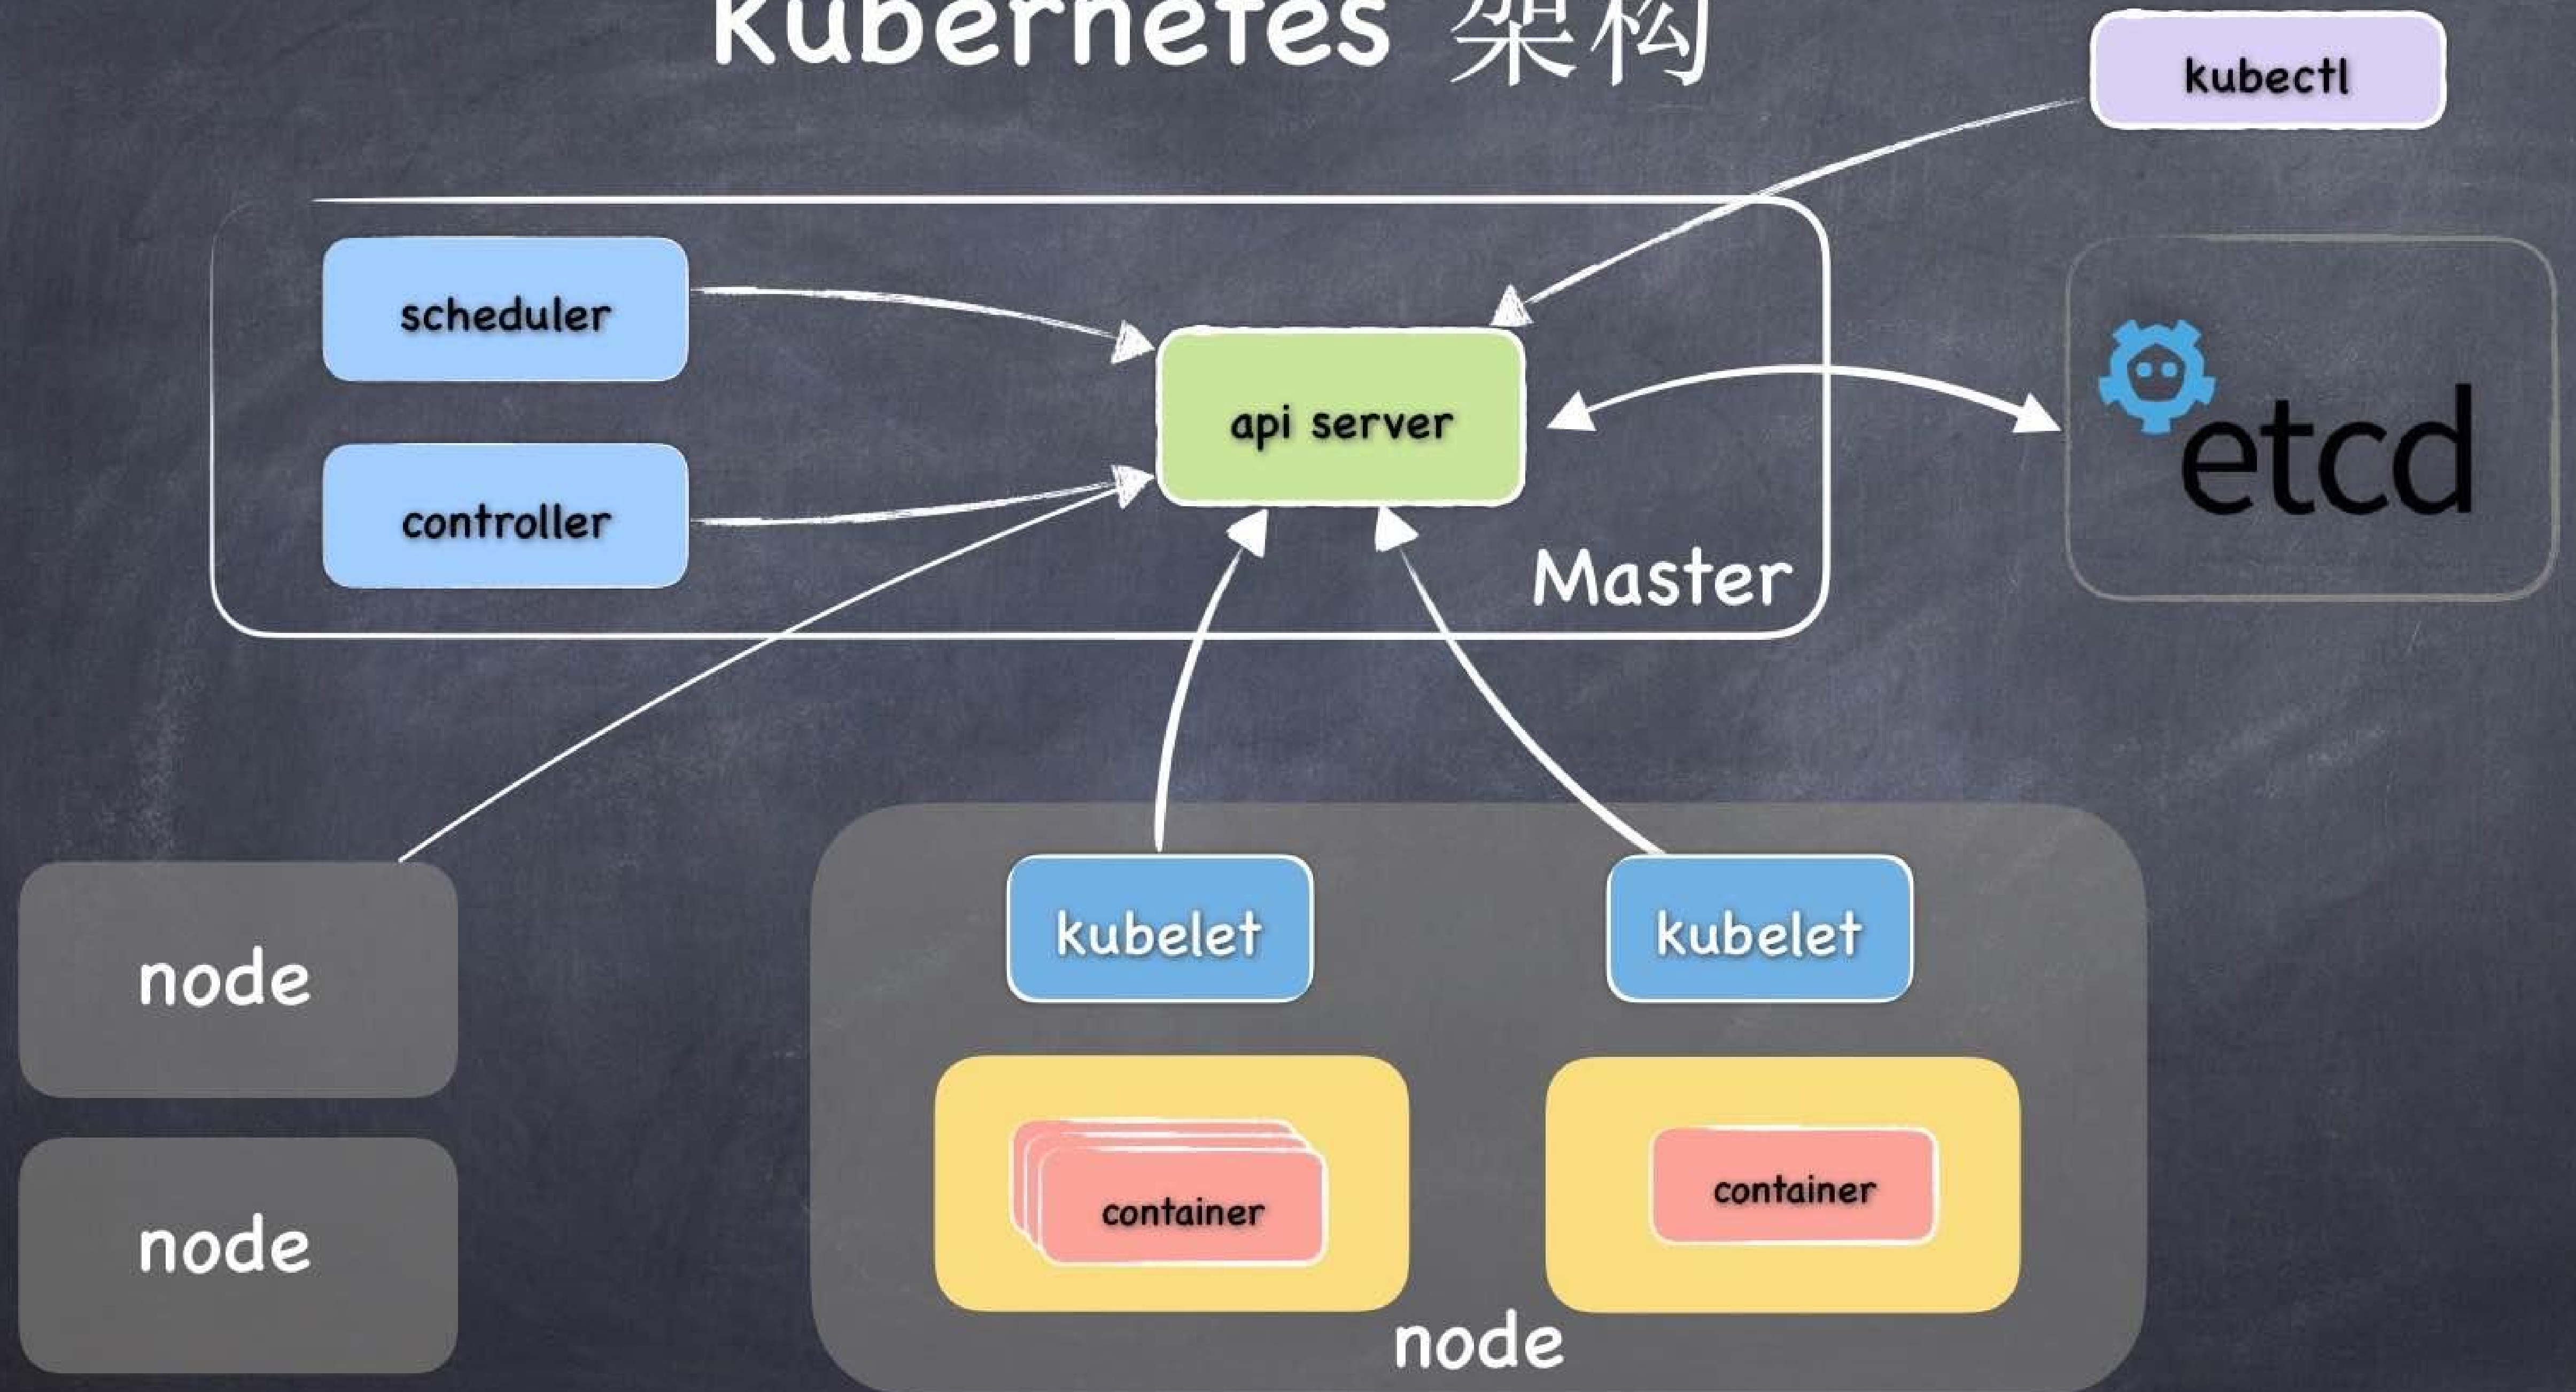 kubernetes 架构
kubectl
scheduler
api server
etcd
controller
Master
kubelet
kubelet
node
container
container
node
node